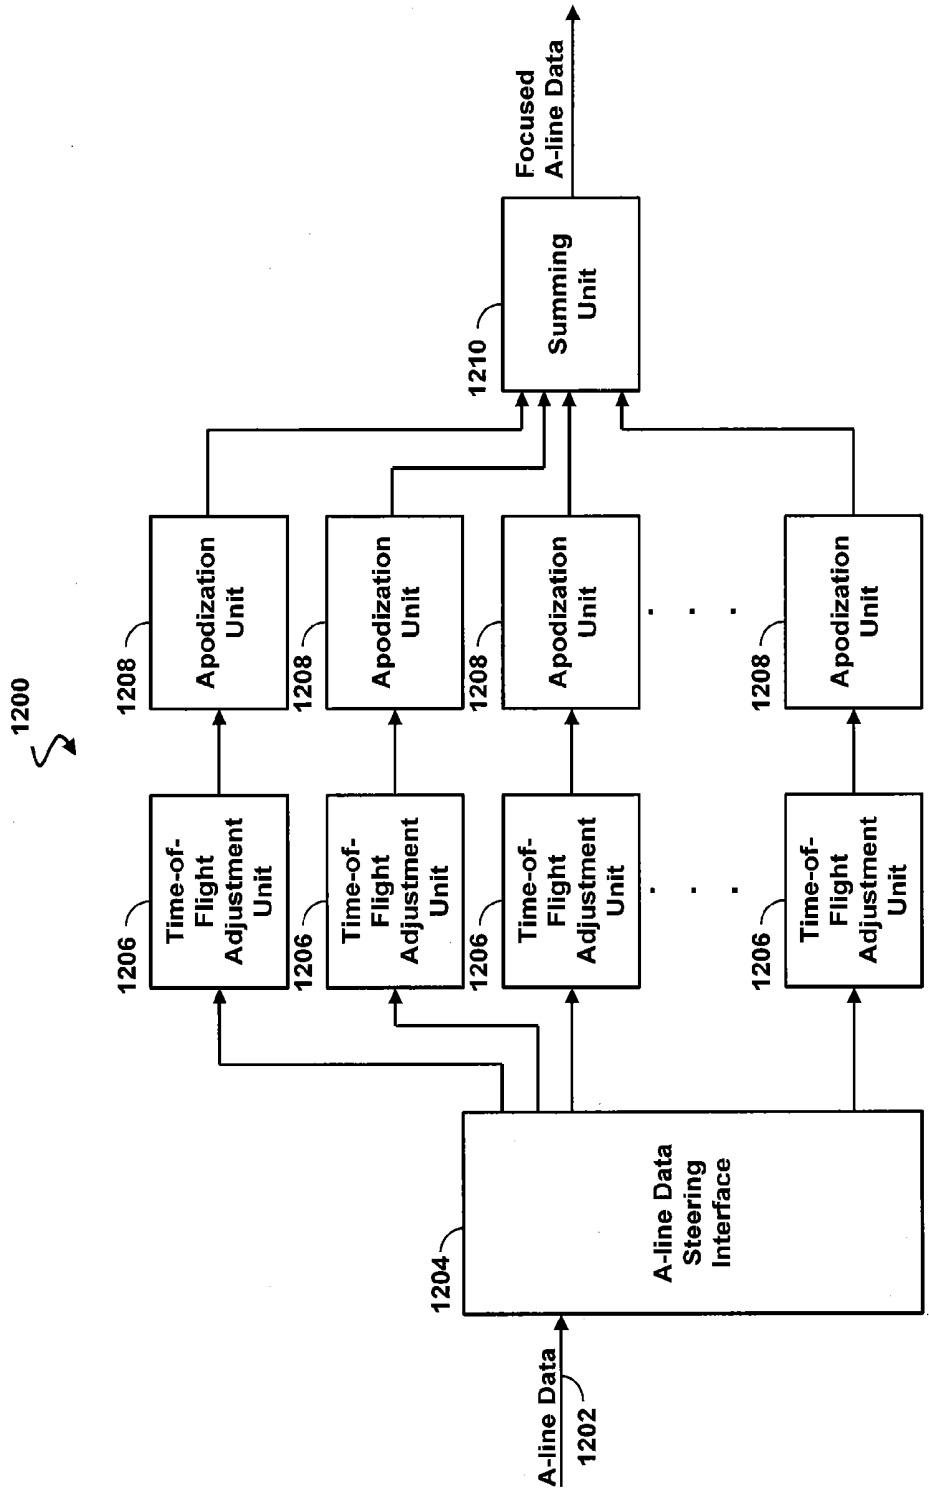 1200
A-line Data
1202
1204
A-line Data
Steering
Interface
1206
Time-of-
Flight
Adjustment
Unit
1208
Apodization
Unit
1206
Time-of-
Flight
Adjustment
Unit
1208
Apodization
Unit
1206
Time-of-
Flight
Adjustment
Unit
1208
Apodization
Unit
. . .
. . .
1206
Time-of-
Flight
Adjustment
Unit
1208
Apodization
Unit
1210
Summing
Unit
Focused
A-line Data